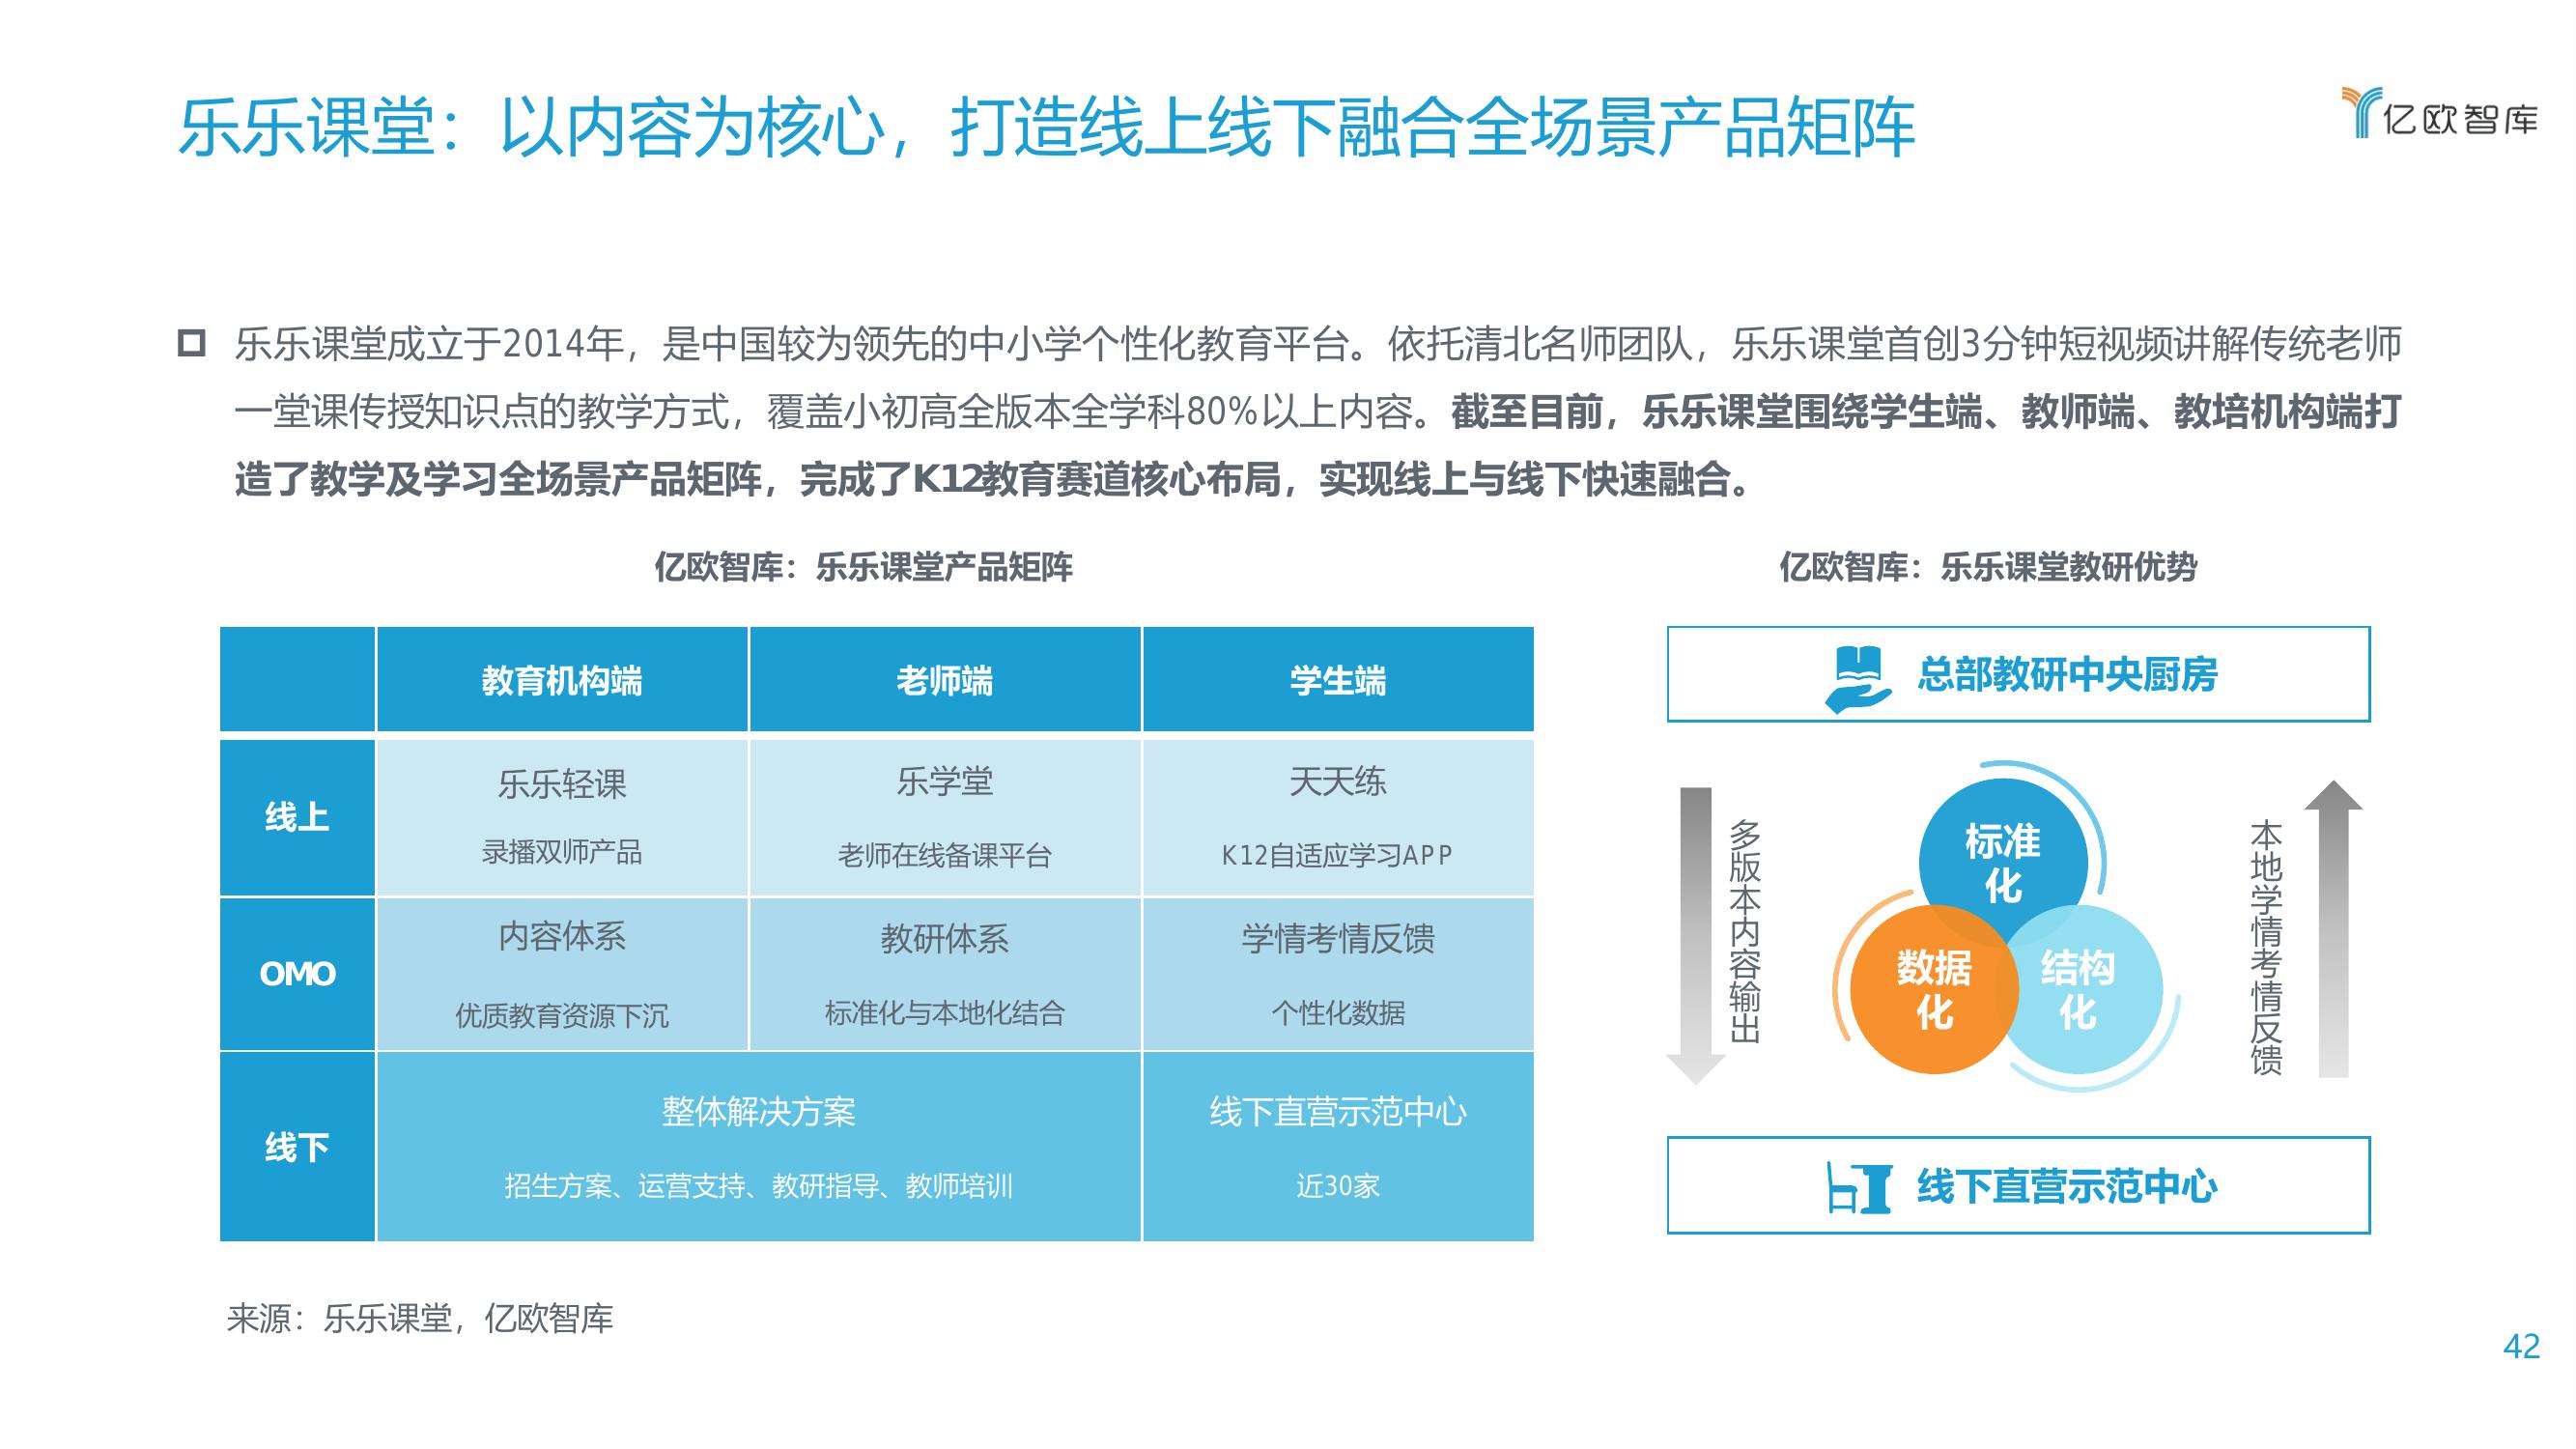 乐乐课堂：以内容为核心，打造线上线下融合全场景产品矩阵
亿欧智库
乐乐课堂成立于2014年，是中国较为领先的中小学个性化教育平台。依托清北名师团队，乐乐课堂首创3分钟短视频讲解传统老师
一堂课传授知识点的教学方式，覆盖小初高全版本全学科80%以上内容。截至目前，乐乐课堂围绕学生端、教师端、教培机构端打
造了教学及学习全场景产品矩阵，完成了K12教育赛道核心布局，实现线上与线下快速融合。
亿欧智库：乐乐课堂产品矩阵
教育机构端
老师端
学生端
线上
乐乐轻课
录播双师产品
乐学堂
老师在线备课平台
天天练
K12自适应学习APP
OMO
内容体系
优质教育资源下沉
教研体系
标准化与本地化结合
学情考情反馈
个性化数据
线下
整体解决方案
招生方案、运营支持、教研指导、教师培训
线下直营示范中心
近30家
亿欧智库：乐乐课堂教研优势
总部教研中央厨房
多版本内容输出
标准
化
数据
化
结构
化
本地学情考情反馈
线下直营示范中心
来源：乐乐课堂，亿欧智库
42